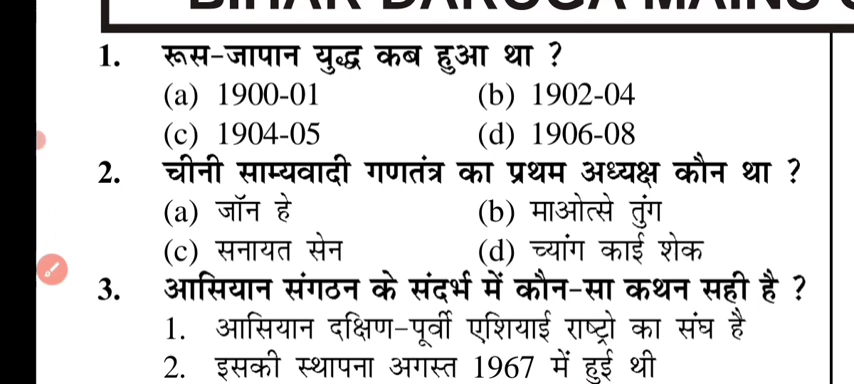 1. रूस-जापान युद्ध कब हुआ था ?
(a) 1900-01 (b) 1902-04
(c) 1904-05 (d) 1906-08
2. चीनी साम्यवादी गणतंत्र का प्रथम अध्यक्ष कौन था ?
(a) जॉन हे (b) माओत्से तुंग
(c) सनायत सेन (d) च्यांग काई शेक
3. आसियान संगठन के संदर्भ में कौन-सा कथन सही है ?
1. आसियान दक्षिण-पूर्वी एशियाई राष्ट्रो का संघ है
2. इसकी स्थापना अगस्त 1967 में हुई थी